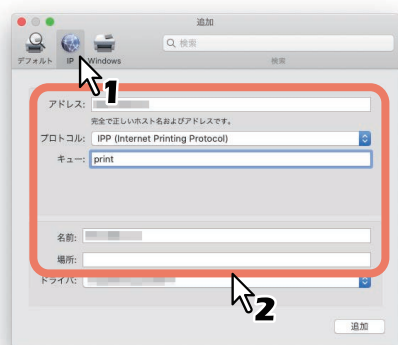 追加
検索
デフォルト IP Windows 検索
1
アドレス:
完全で正しいホスト名およびアドレスです。
プロトコル: IPP (Internet Printing Protocol)
キュー: print
名前:
場所:
ドライバ:
2
追加